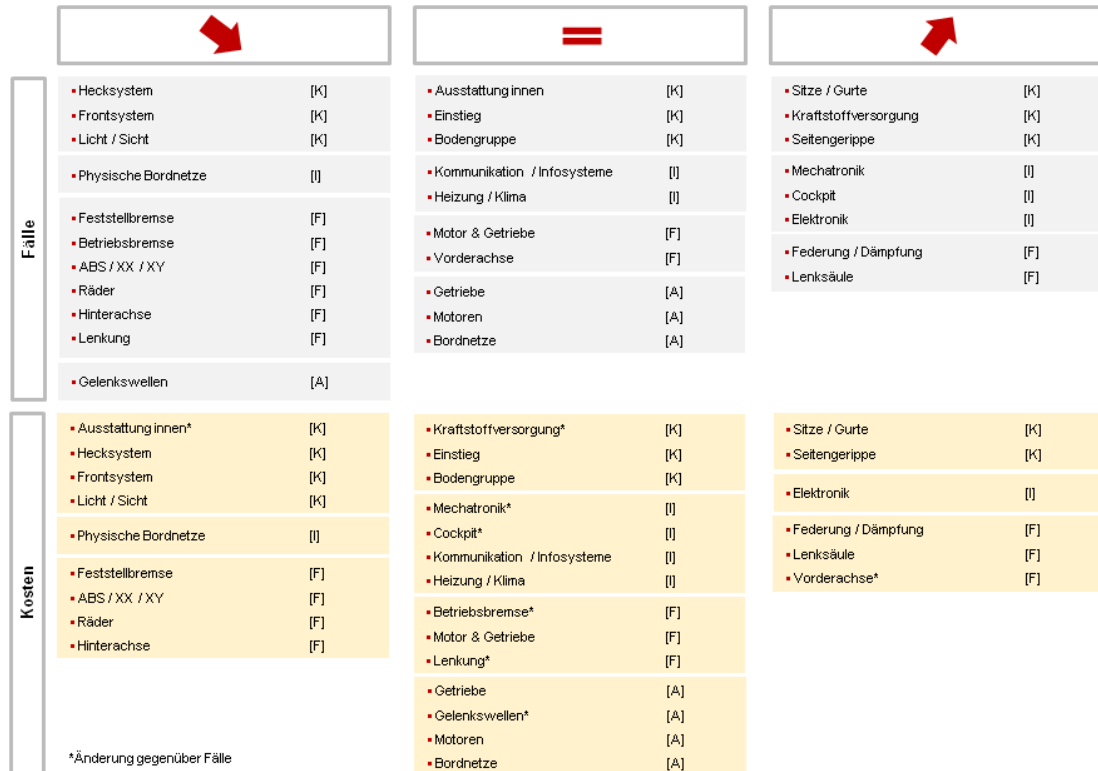 Fälle
Hecksystem [K]
Frontsystem [K]
Licht / Sicht [K]
Physische Bordnetze [I]
Feststellbremse [F]
Betriebsbremse [F]
ABS / XX / XY [F]
Räder [F]
Hinterachse [F]
Lenkung [F]
Gelenkswellen [A]
Ausstattung innen [K]
Einstieg [K]
Bodengruppe [K]
Kommunikation / Infosysteme [I]
Heizung / Klima [I]
Motor & Getriebe [F]
Vorderachse [F]
Getriebe [A]
Motoren [A]
Bordnetze [A]
Sitze / Gurte [K]
Kraftstoffversorgung [K]
Seitengerippe [K]
Mechatronik [I]
Cockpit [I]
Elektronik [I]
Federung / Dämpfung [F]
Lenksäule [F]
Kosten
Ausstattung innen* [K]
Hecksystem [K]
Frontsystem [K]
Licht / Sicht [K]
Physische Bordnetze [I]
Feststellbremse [F]
ABS / XX / XY [F]
Räder [F]
Hinterachse [F]
Kraftstoffversorgung* [K]
Einstieg [K]
Bodengruppe [K]
Mechatronik* [I]
Cockpit* [I]
Kommunikation / Infosysteme [I]
Heizung / Klima [I]
Betriebsbremse* [F]
Motor & Getriebe [F]
Lenkung* [F]
Getriebe [A]
Gelenkswellen* [A]
Motoren [A]
Bordnetze [A]
Sitze / Gurte [K]
Seitengerippe [K]
Elektronik [I]
Federung / Dämpfung [F]
Lenksäule [F]
Vorderachse* [F]
*Änderung gegenüber Fälle